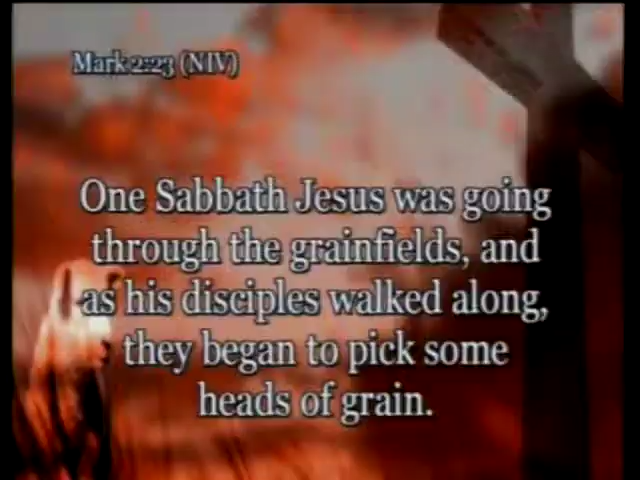 Mark 2:23 (NIV)
One Sabbath Jesus was going
through the grainfields, and
as his disciples walked along,
they began to pick some
heads of grain.